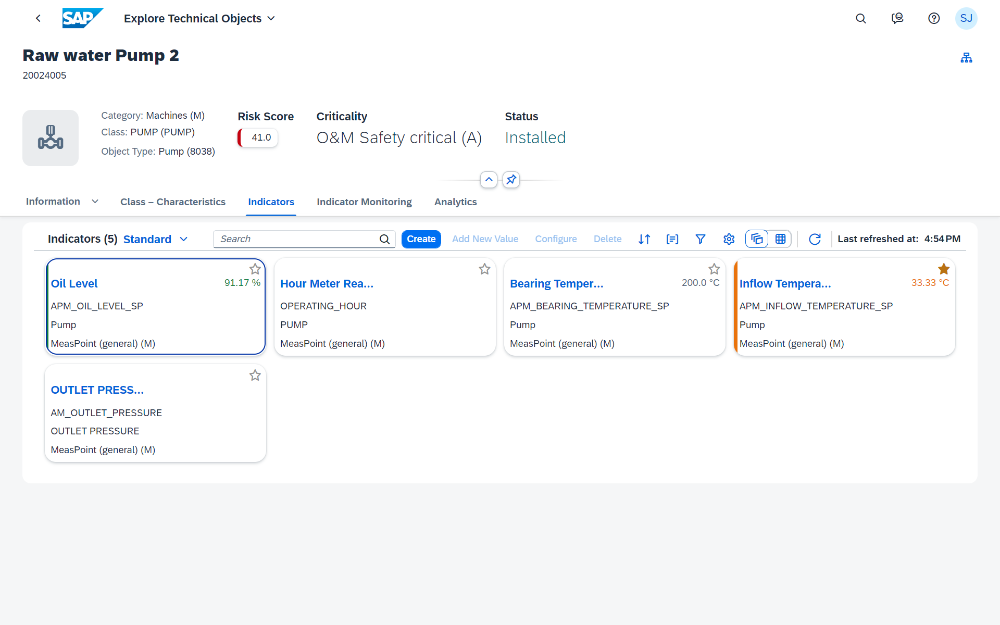 SAP
Explore Technical Objects
SJ
Raw water Pump 2
20024005
Category: Machines (M)
Class: PUMP (PUMP)
Object Type: Pump (8038)
Risk Score
41.0
Criticality
O&M Safety critical (A)
Status
Installed
Information
Class – Characteristics
Indicators
Indicator Monitoring
Analytics
Indicators (5)
Standard
Search
Create
Add New Value
Configure
Delete
Last refreshed at: 4:54 PM
Oil Level
91.17 %
APM_OIL_LEVEL_SP
Pump
MeasPoint (general) (M)
Hour Meter Rea...
OPERATING_HOUR
PUMP
MeasPoint (general) (M)
Bearing Temper...
200.0 °C
APM_BEARING_TEMPERATURE_SP
Pump
MeasPoint (general) (M)
Inflow Tempera...
33.33 °C
APM_INFLOW_TEMPERATURE_SP
Pump
MeasPoint (general) (M)
OUTLET PRESS...
AM_OUTLET_PRESSURE
OUTLET PRESSURE
MeasPoint (general) (M)